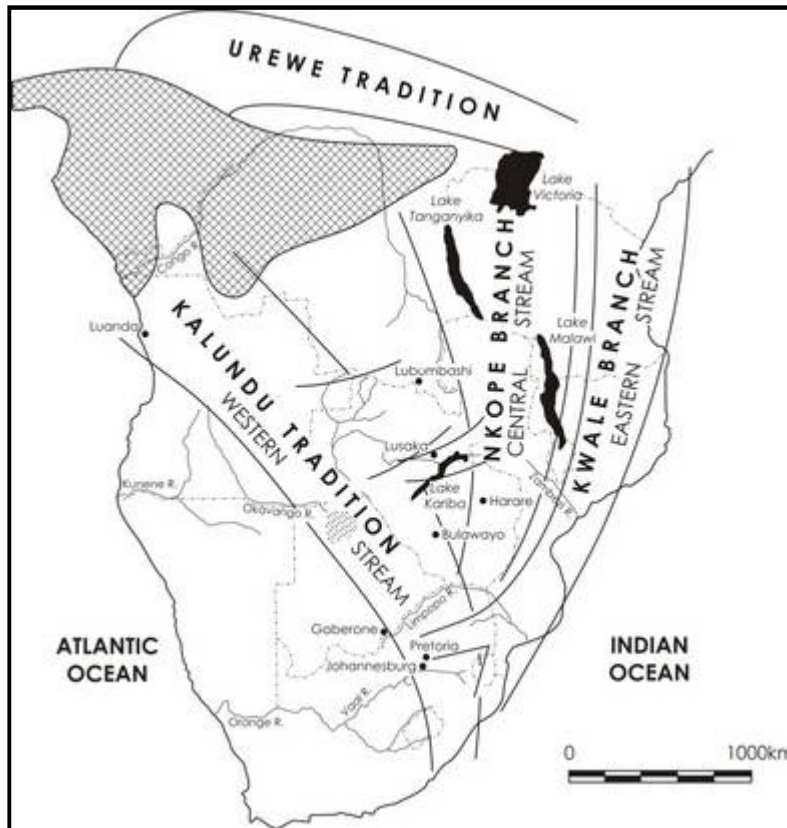 UREWE TRADITION
Lake
Victoria
Lake
Tanganyika
Congo R.
NKOPE BRANCH
CENTRAL STREAM
KWALE BRANCH
EASTERN STREAM
Luanda
KALUNDU TRADITION
WESTERN STREAM
Lake
Malawi
Lubumbashi
Lusaka
Lake
Kariba
Zambezi R.
Kunene R.
Okavango R.
Harare
Bulawayo
Limpopo R.
Gaberone
Pretoria
Johannesburg
Vaal R.
Orange R.
ATLANTIC
OCEAN
INDIAN
OCEAN
0 1000km